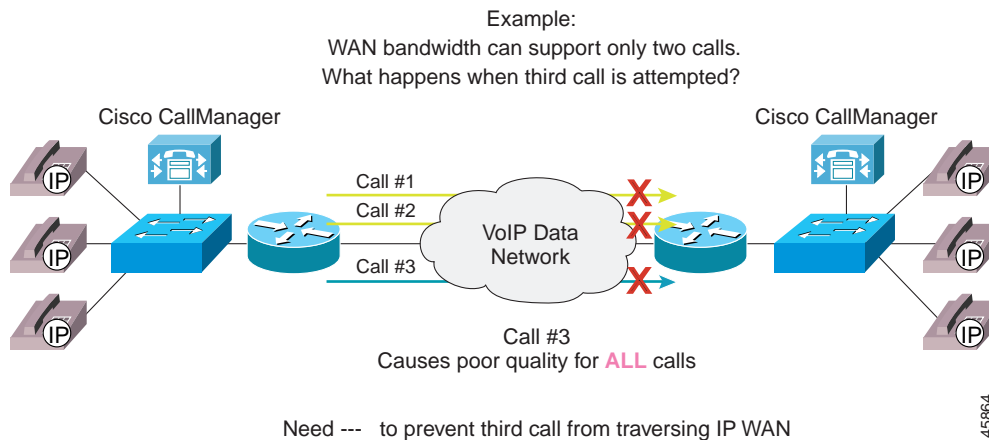 Example:
WAN bandwidth can support only two calls.
What happens when third call is attempted?
Cisco CallManager
Cisco CallManager
IP
IP
IP
Call #1
Call #2
Call #3
VoIP Data
Network
IP
IP
IP
Call #3
Causes poor quality for ALL calls
Need --- to prevent third call from traversing IP WAN
45864